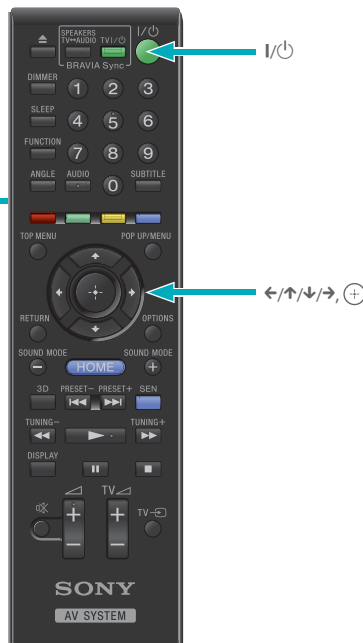 SPEAKERS
TV↔AUDIO TV I/⏻ I/⏻
BRAVIA Sync
DIMMER 1 2 3
SLEEP 4 5 6
FUNCTION 7 8 9
ANGLE AUDIO 0 SUBTITLE
TOP MENU POP UP/MENU
←/↑/↓/→, ⊕
RETURN OPTIONS
SOUND MODE SOUND MODE
− HOME +
3D PRESET− PRESET+ SEN
TUNING− TUNING+
DISPLAY
TV
+ + TV
− −
SONY
AV SYSTEM